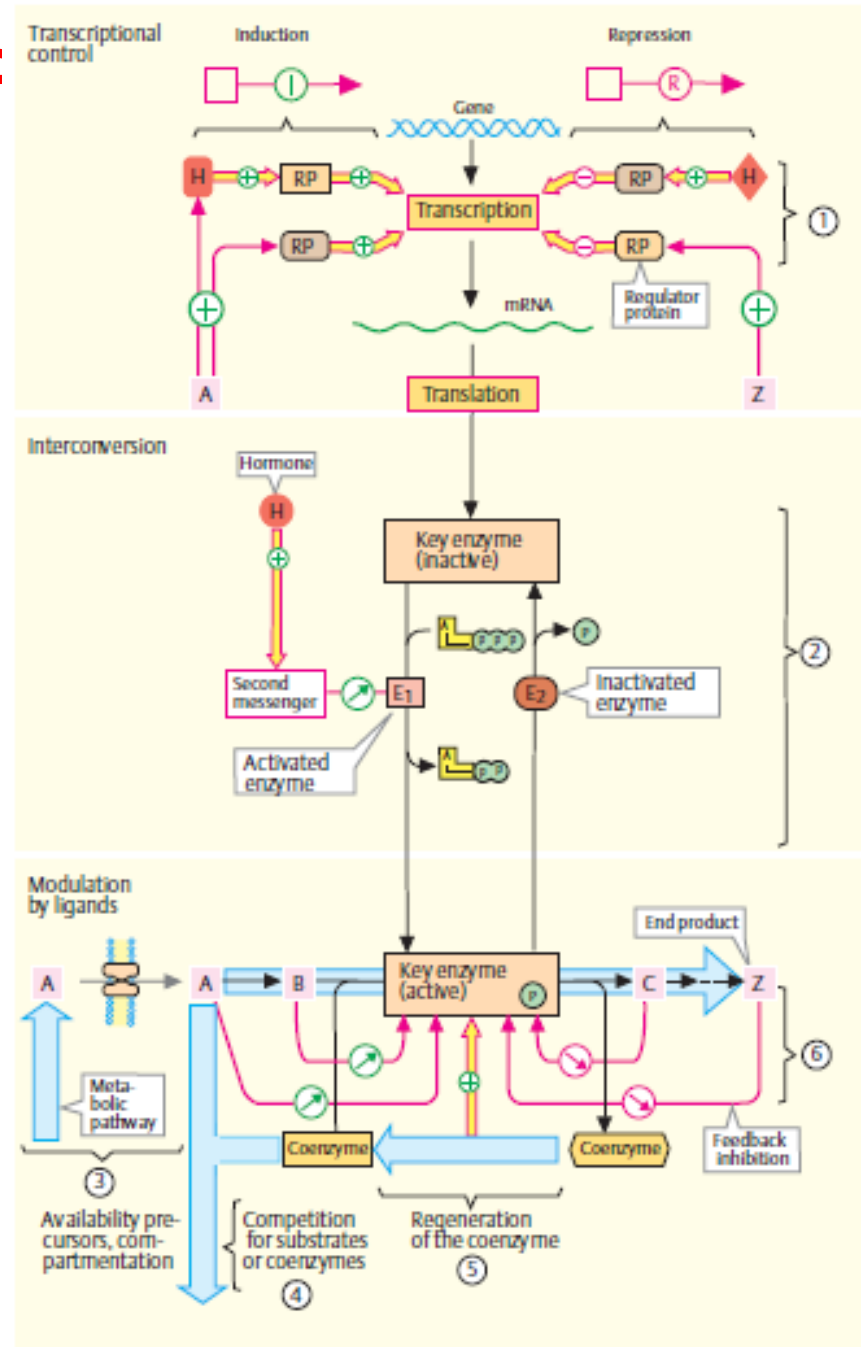 Transcriptional
control
Induction
Repression
I
R
Gene
H
RP
RP
H
Transcription
RP
RP
1
Regulator
protein
mRNA
A
Translation
Z
Interconversion
Hormone
H
Key enzyme
(inactive)
A
P P P
P
2
Second
messenger
E1
E2
Inactivated
enzyme
Activated
enzyme
A
P P
Modulation
by ligands
End product
A
A
B
Key enzyme
(active)
P
C
Z
6
Meta-
bolic
pathway
Coenzyme
Coenzyme
Feedback
inhibition
3
Availability pre-
cursors, com-
partmentation
Competition
for substrates
or coenzymes
4
Regeneration
of the coenzyme
5